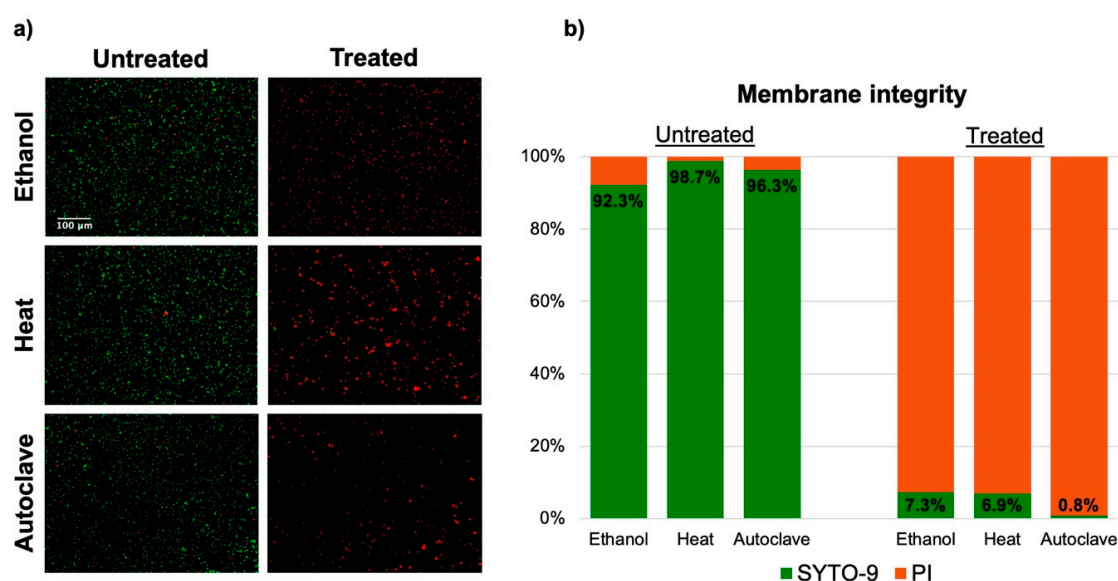 a)
Untreated
Treated
Ethanol
100 µm
Heat
Autoclave
b)
Membrane integrity
Untreated
Treated
100%
80%
60%
40%
20%
0%
92.3%
98.7%
96.3%
7.3%
6.9%
0.8%
Ethanol
Heat
Autoclave
Ethanol
Heat
Autoclave
SYTO-9
PI